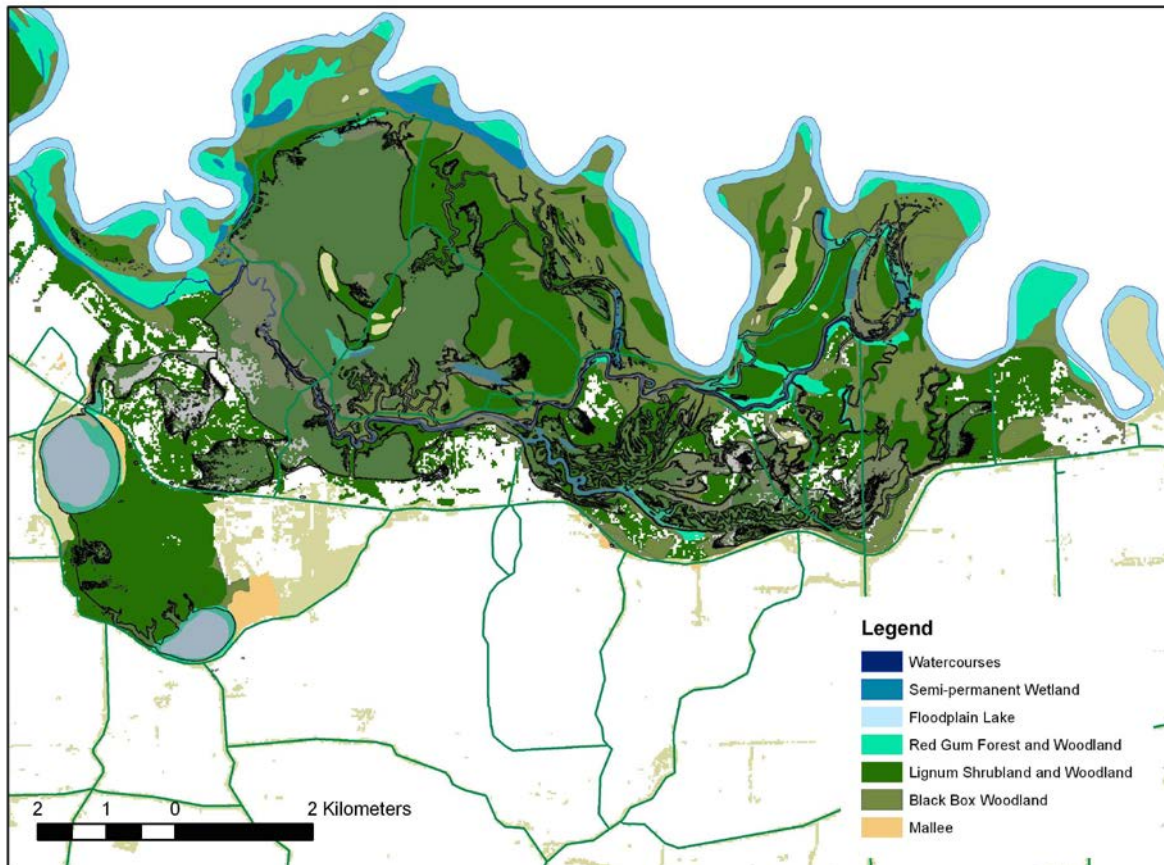 Legend
Watercourses
Semi-permanent Wetland
Floodplain Lake
Red Gum Forest and Woodland
Lignum Shrubland and Woodland
Black Box Woodland
Mallee
2 1 0 2 Kilometers